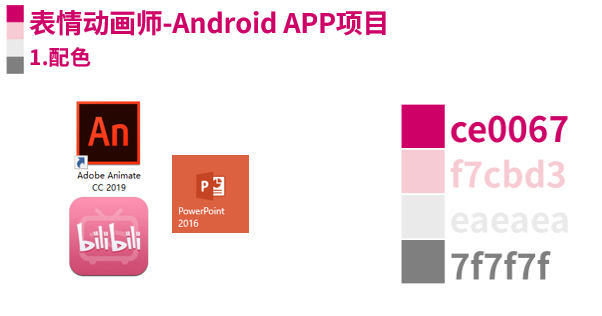 表情动画师-Android APP项目
1.配色
An
Adobe Animate
CC 2019
bilibili
P
PowerPoint
2016
ce0067
f7cbd3
eaeaea
7f7f7f